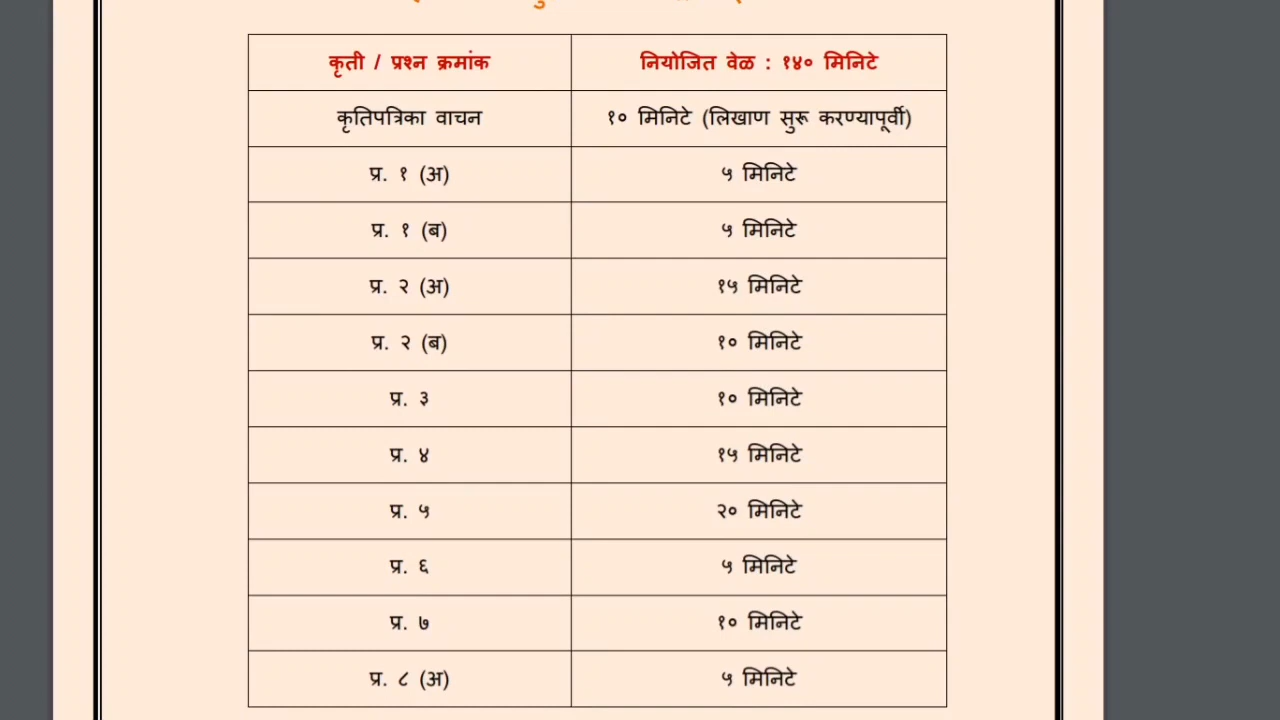 कृती / प्रश्न क्रमांक नियोजित वेळ : १४० मिनिटे
कृतिपत्रिका वाचन १० मिनिटे (लिखाण सुरू करण्यापूर्वी)
प्र. १ (अ) ५ मिनिटे
प्र. १ (ब) ५ मिनिटे
प्र. २ (अ) १५ मिनिटे
प्र. २ (ब) १० मिनिटे
प्र. ३ १० मिनिटे
प्र. ४ १५ मिनिटे
प्र. ५ २० मिनिटे
प्र. ६ ५ मिनिटे
प्र. ७ १० मिनिटे
प्र. ८ (अ) ५ मिनिटे